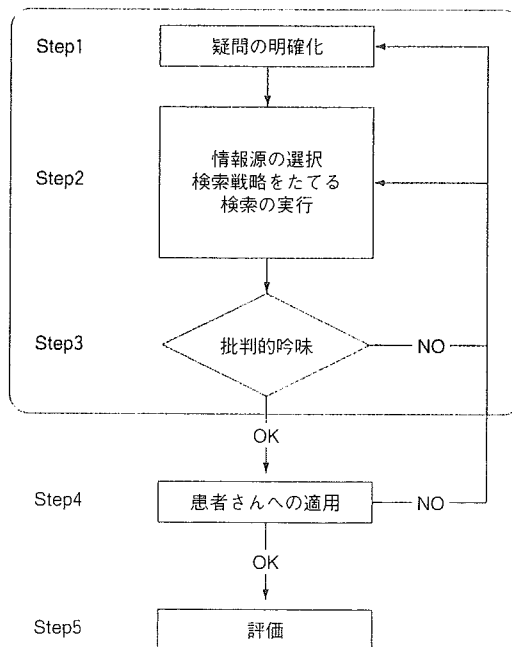 Step1
疑問の明確化
Step2
情報源の選択
検索戦略をたてる
検索の実行
Step3
批判的吟味
NO
OK
Step4
患者さんへの適用
NO
OK
Step5
評価